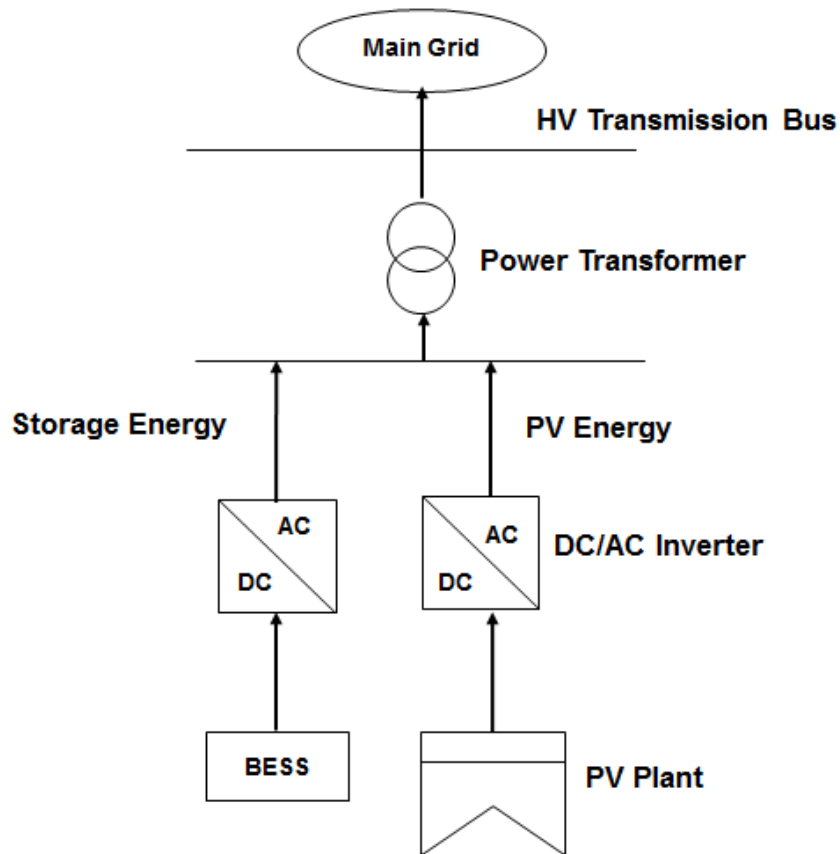 Main Grid
HV Transmission Bus
Power Transformer
Storage Energy
PV Energy
AC
DC
AC
DC
DC/AC Inverter
BESS
PV Plant